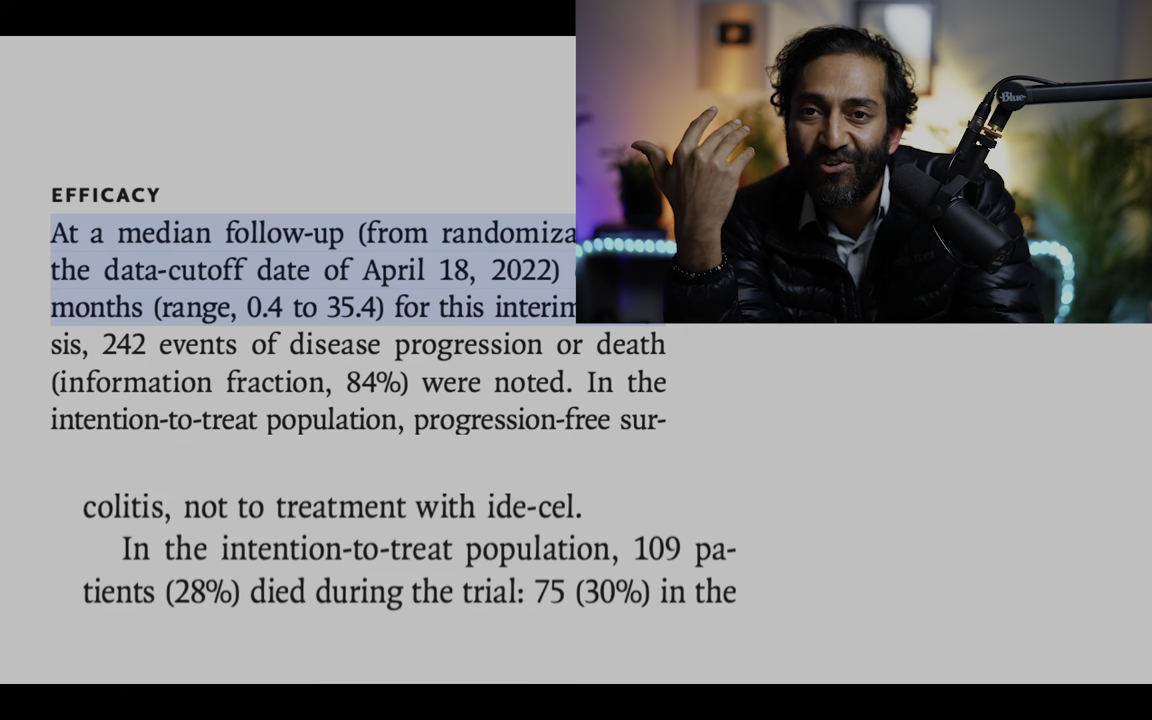 EFFICACY
At a median follow-up (from randomiza
the data-cutoff date of April 18, 2022)
months (range, 0.4 to 35.4) for this interim
sis, 242 events of disease progression or death
(information fraction, 84%) were noted. In the
intention-to-treat population, progression-free sur-
colitis, not to treatment with ide-cel.
In the intention-to-treat population, 109 pa-
tients (28%) died during the trial: 75 (30%) in the
Blue